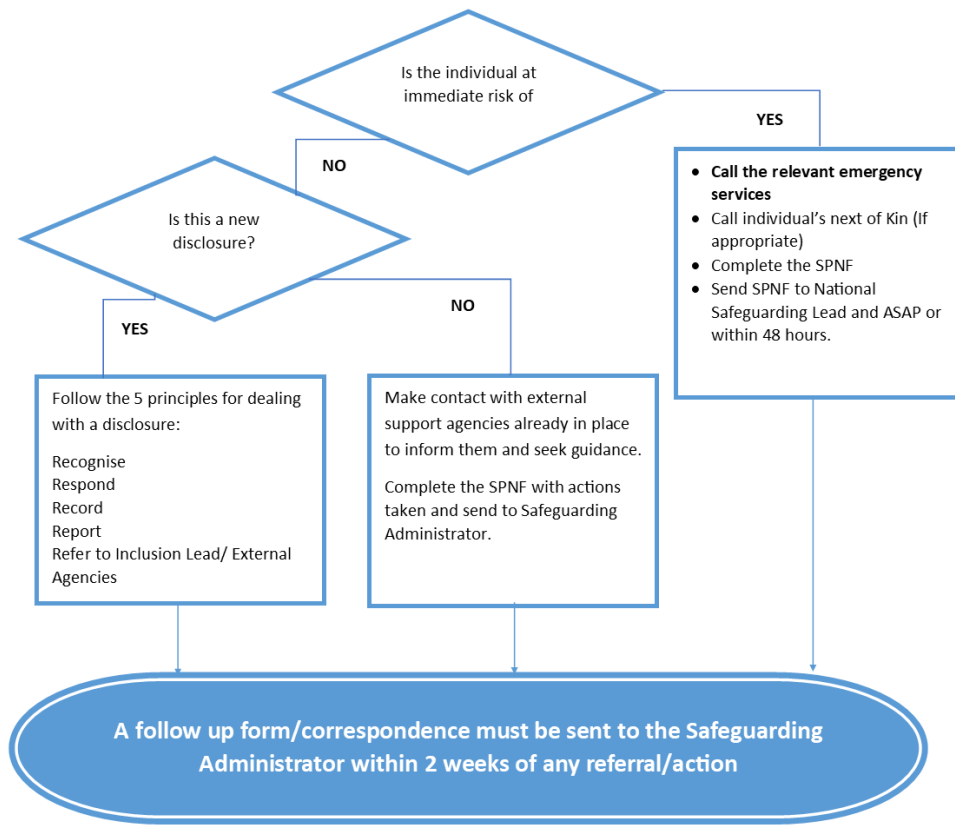 Is the individual at
immediate risk of
YES
NO
• Call the relevant emergency
services
• Call individual’s next of Kin (If
appropriate)
• Complete the SPNF
• Send SPNF to National
Safeguarding Lead and ASAP or
within 48 hours.
Is this a new
disclosure?
YES
NO
Follow the 5 principles for dealing
with a disclosure:
Recognise
Respond
Record
Report
Refer to Inclusion Lead/ External
Agencies
Make contact with external
support agencies already in place
to inform them and seek guidance.
Complete the SPNF with actions
taken and send to Safeguarding
Administrator.
A follow up form/correspondence must be sent to the Safeguarding
Administrator within 2 weeks of any referral/action